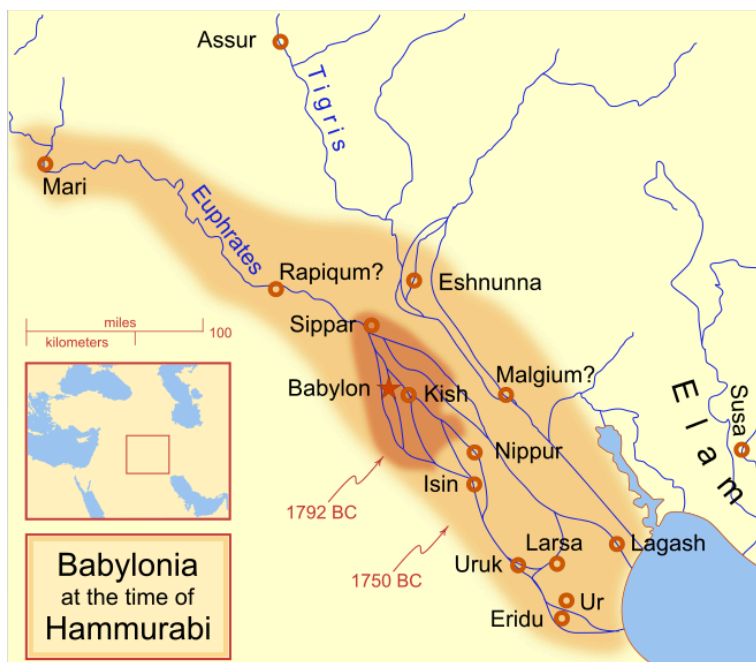 Assur
Tigris
Mari
Euphrates
Rapiqum?
Eshnunna
miles
100
kilometers
Sippar
Babylon
Kish
Malgium?
Elam
Susa
Nippur
Isin
1792 BC
1750 BC
Uruk
Larsa
Lagash
Ur
Eridu
Babylonia
at the time of
Hammurabi